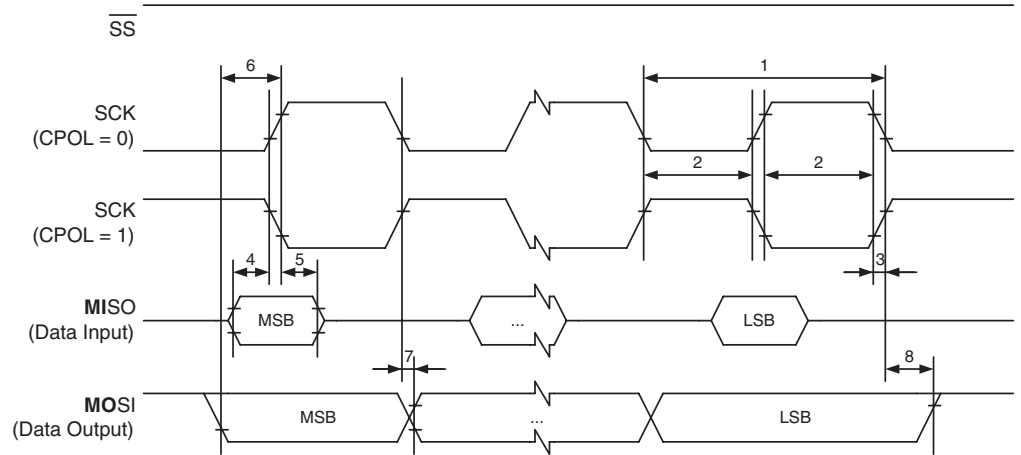 SS
6
1
SCK
(CPOL = 0)
2
2
SCK
(CPOL = 1)
4
5
3
MISO
(Data Input)
MSB
...
LSB
7
8
MOSI
(Data Output)
MSB
...
LSB